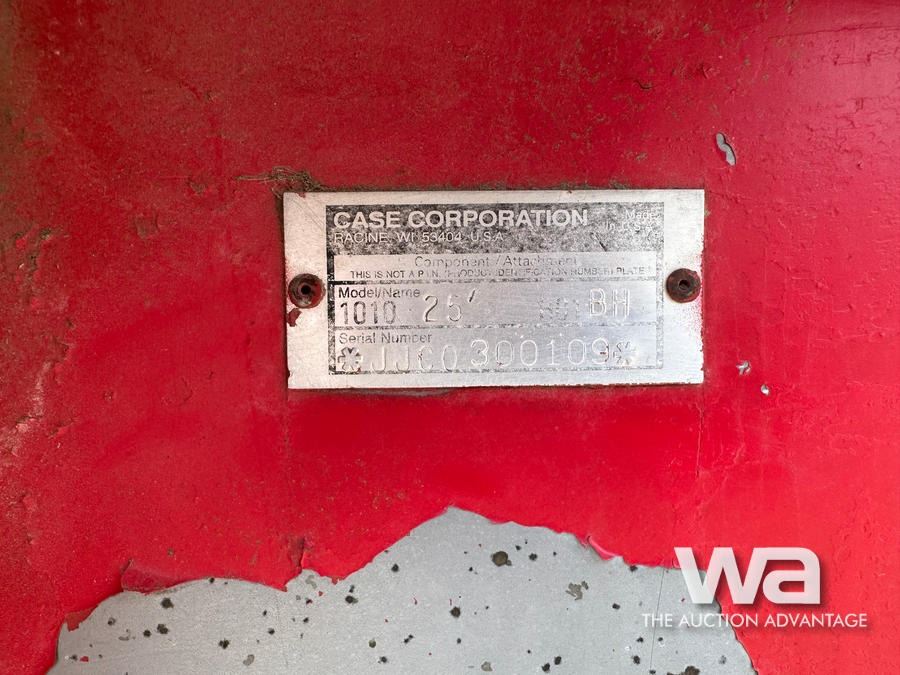 CASE CORPORATION
Made
In U.S.A.
RACINE, WI 53404, U.S.A.
Component/Attachment
THIS IS NOT A P.I.N. (PRODUCT IDENTIFICATION NUMBER) PLATE
Model/Name
1010 25' BH
Serial Number
*JJC0300109*
wa
THE AUCTION ADVANTAGE